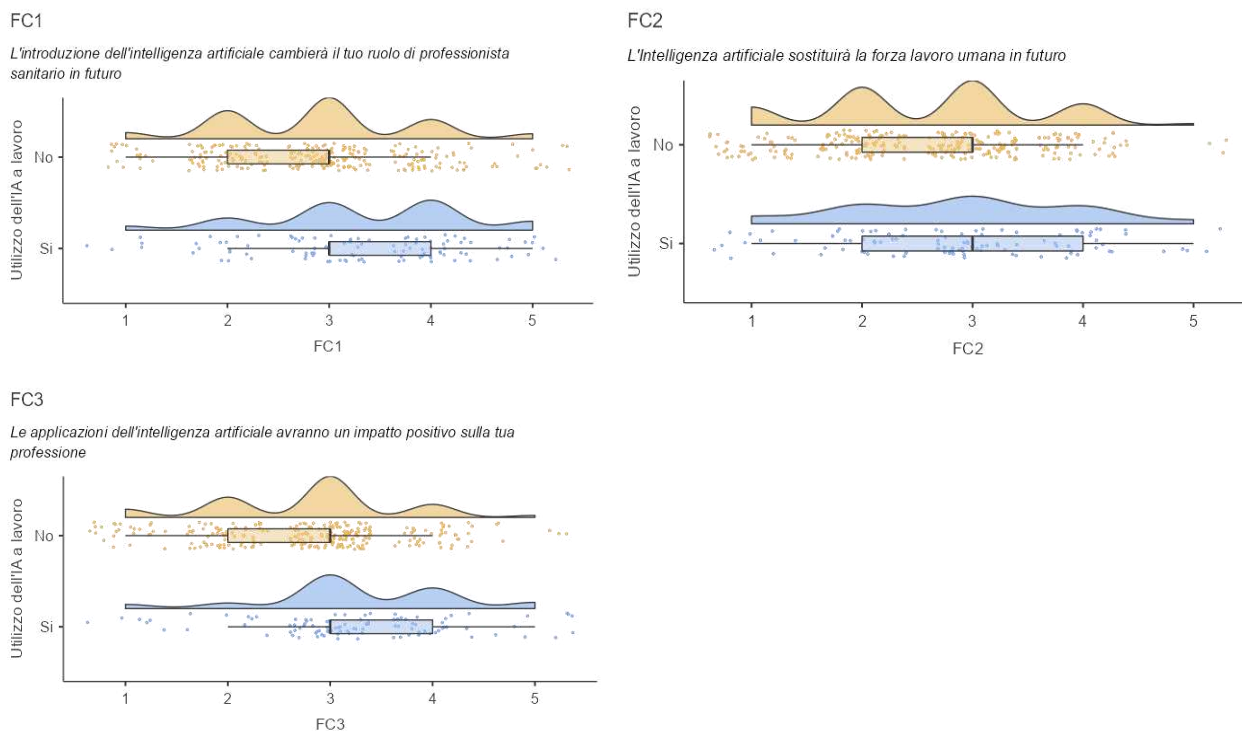 FC1
L'introduzione dell'intelligenza artificiale cambierà il tuo ruolo di professionista
sanitario in futuro
Utilizzo dell'IA a lavoro
No
Si
1 2 3 4 5
FC1
FC2
L'Intelligenza artificiale sostituirà la forza lavoro umana in futuro
Utilizzo dell'IA a lavoro
No
Si
1 2 3 4 5
FC2
FC3
Le applicazioni dell'intelligenza artificiale avranno un impatto positivo sulla tua
professione
Utilizzo dell'IA a lavoro
No
Si
1 2 3 4 5
FC3